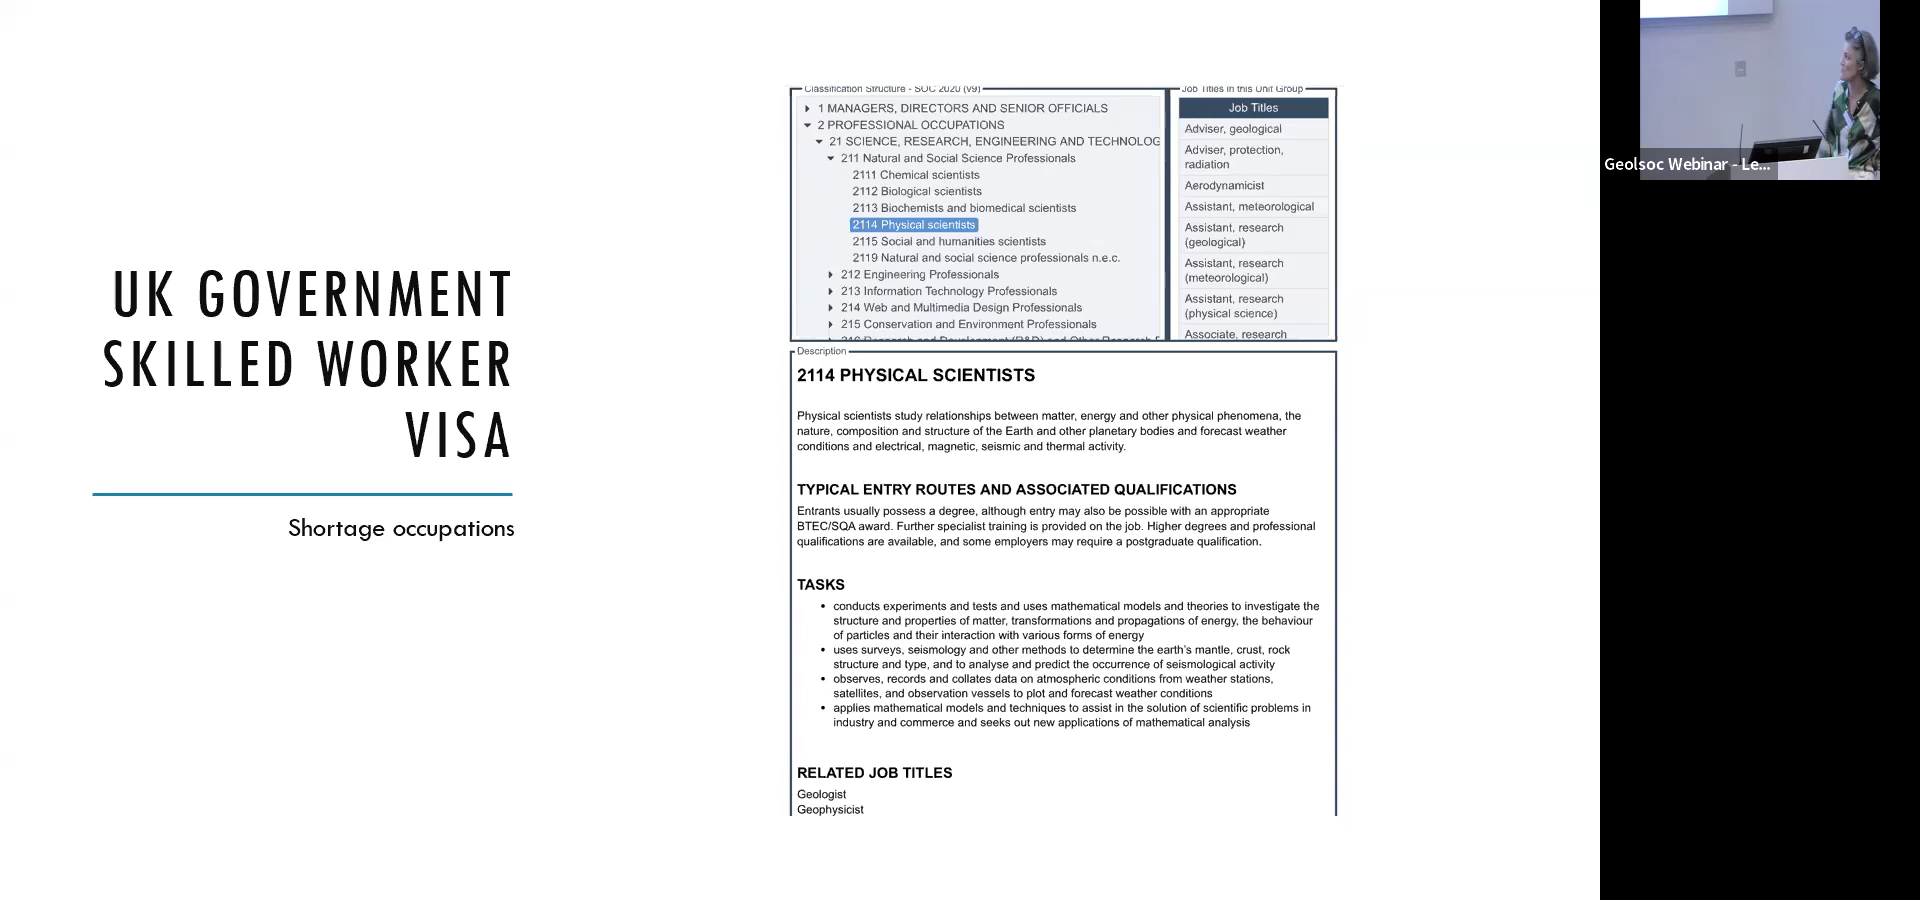 UK GOVERNMENT
SKILLED WORKER
VISA
Shortage occupations
Classification Structure - SOC 2020 (v9)
1 MANAGERS, DIRECTORS AND SENIOR OFFICIALS
2 PROFESSIONAL OCCUPATIONS
21 SCIENCE, RESEARCH, ENGINEERING AND TECHNOLOG
211 Natural and Social Science Professionals
2111 Chemical scientists
2112 Biological scientists
2113 Biochemists and biomedical scientists
2114 Physical scientists
2115 Social and humanities scientists
2119 Natural and social science professionals n.e.c.
212 Engineering Professionals
213 Information Technology Professionals
214 Web and Multimedia Design Professionals
215 Conservation and Environment Professionals
Job Titles in this Unit Group
Job Titles
Adviser, geological
Adviser, protection,
radiation
Aerodynamicist
Assistant, meteorological
Assistant, research
(geological)
Assistant, research
(meteorological)
Assistant, research
(physical science)
Associate, research
Description
2114 PHYSICAL SCIENTISTS
Physical scientists study relationships between matter, energy and other physical phenomena, the
nature, composition and structure of the Earth and other planetary bodies and forecast weather
conditions and electrical, magnetic, seismic and thermal activity.
TYPICAL ENTRY ROUTES AND ASSOCIATED QUALIFICATIONS
Entrants usually possess a degree, although entry may also be possible with an appropriate
BTEC/SQA award. Further specialist training is provided on the job. Higher degrees and professional
qualifications are available, and some employers may require a postgraduate qualification.
TASKS
• conducts experiments and tests and uses mathematical models and theories to investigate the
structure and properties of matter, transformations and propagations of energy, the behaviour
of particles and their interaction with various forms of energy
• uses surveys, seismology and other methods to determine the earth's mantle, crust, rock
structure and type, and to analyse and predict the occurrence of seismological activity
• observes, records and collates data on atmospheric conditions from weather stations,
satellites, and observation vessels to plot and forecast weather conditions
• applies mathematical models and techniques to assist in the solution of scientific problems in
industry and commerce and seeks out new applications of mathematical analysis
RELATED JOB TITLES
Geologist
Geophysicist
Geolsoc Webinar - Le...